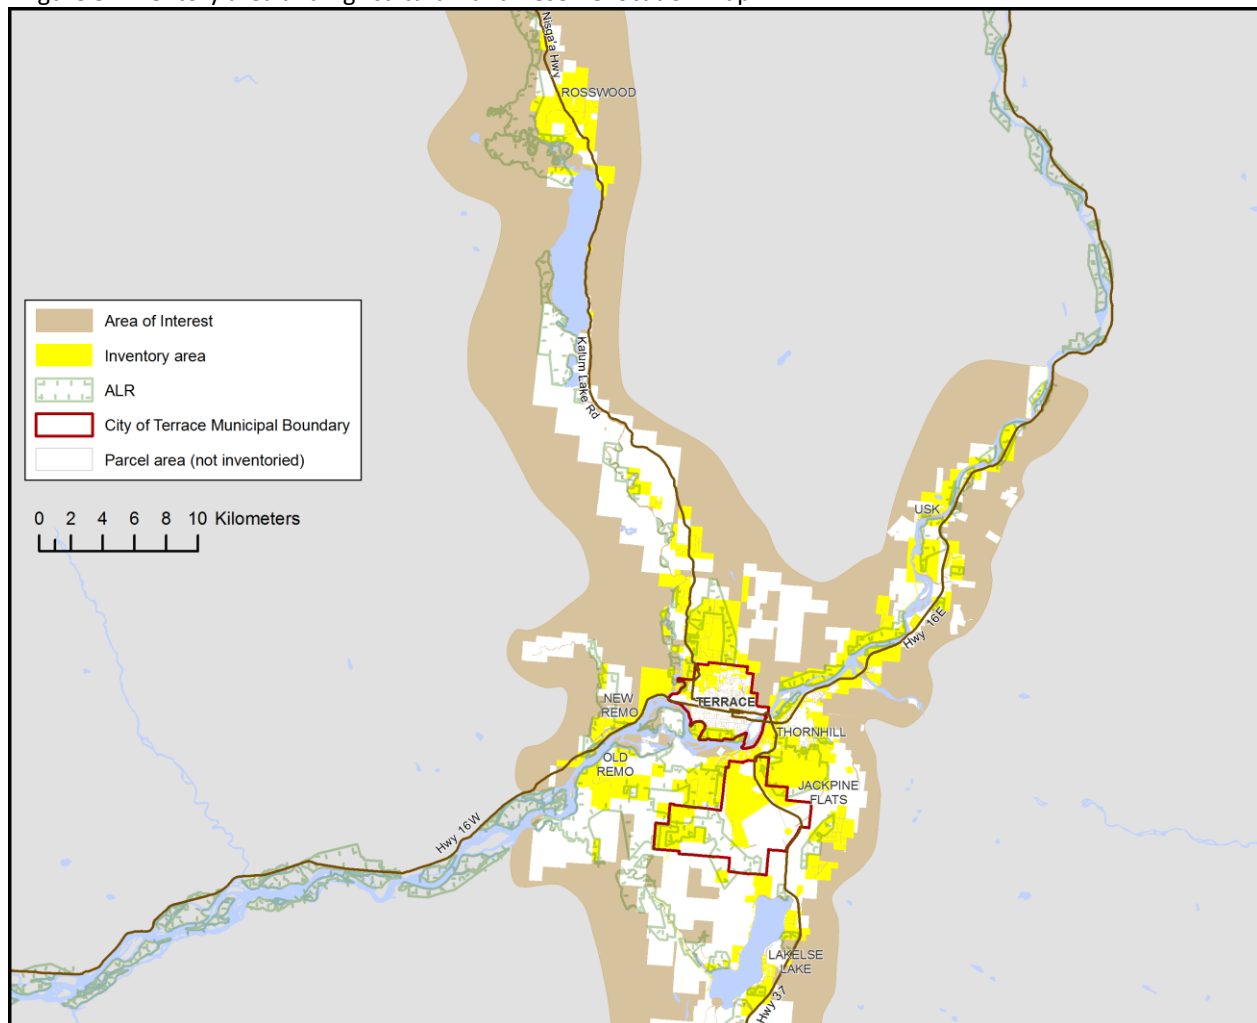 Nisga'a Hwy
ROSSWOOD
Area of Interest
Inventory area
ALR
City of Terrace Municipal Boundary
Parcel area (not inventoried)
0 2 4 6 8 10 Kilometers
Kalum Lake Rd
USK
Hwy 16E
NEW
REMO
TERRACE
THORNHILL
OLD
REMO
JACKPINE
FLATS
Hwy 16W
LAKELSE
LAKE
Hwy 37